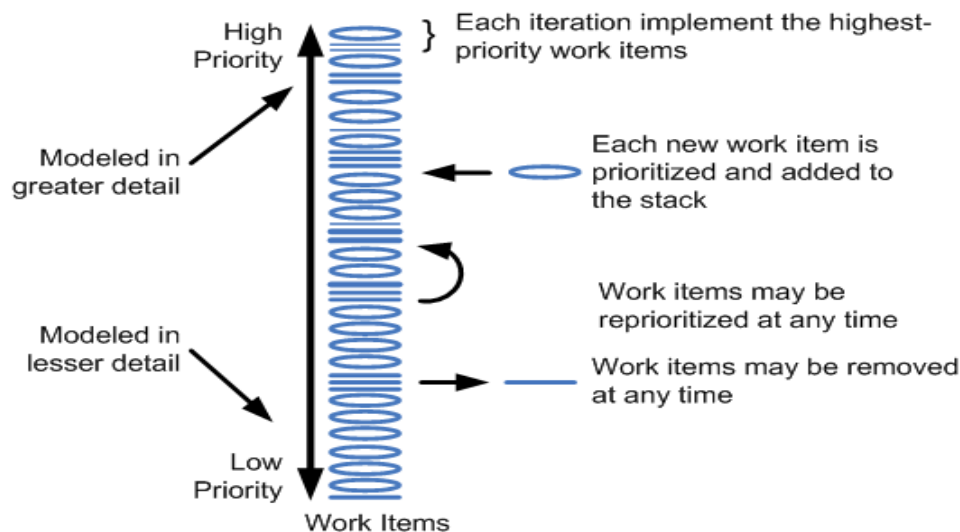 High
Priority
} Each iteration implement the highest-
priority work items
Modeled in
greater detail
Each new work item is
prioritized and added to
the stack
Work items may be
reprioritized at any time
Modeled in
lesser detail
Work items may be removed
at any time
Low
Priority
Work Items